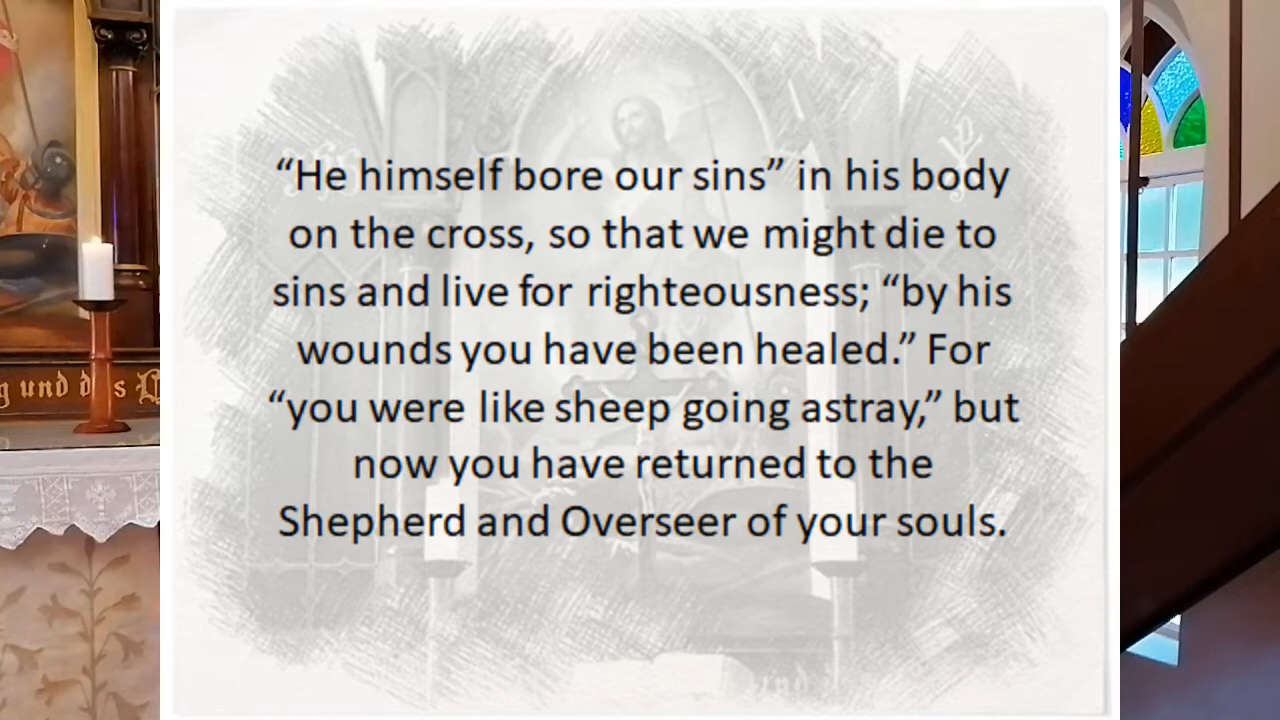 “He himself bore our sins” in his body
on the cross, so that we might die to
sins and live for righteousness; “by his
wounds you have been healed.” For
“you were like sheep going astray,” but
now you have returned to the
Shepherd and Overseer of your souls.
und